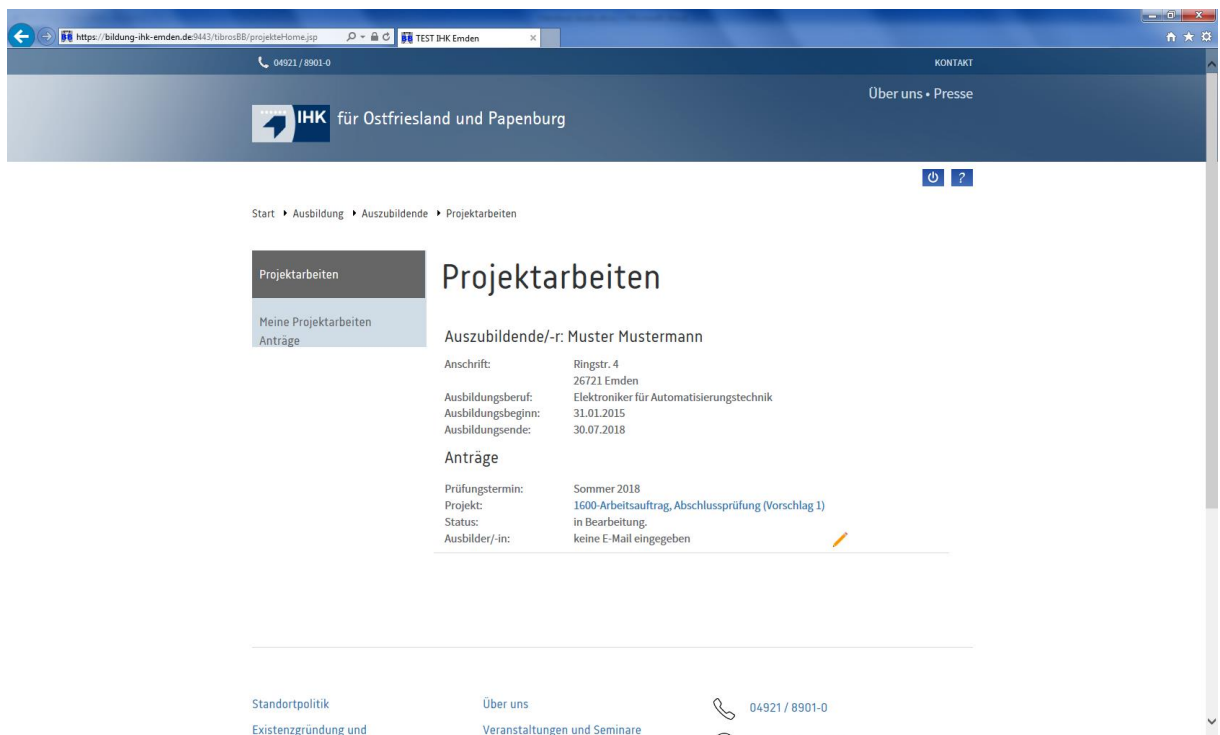 https://bildung-ihk-emden.de:9443/tibrosBB/projekteHome.jsp
TEST IHK Emden
04921 / 8901-0
KONTAKT
Über uns • Presse
IHK für Ostfriesland und Papenburg
?
Start ▸ Ausbildung ▸ Auszubildende ▸ Projektarbeiten
Projektarbeiten
Meine Projektarbeiten
Anträge
Projektarbeiten
Auszubildende/-r: Muster Mustermann
Anschrift: Ringstr. 4
26721 Emden
Ausbildungsberuf: Elektroniker für Automatisierungstechnik
Ausbildungsbeginn: 31.01.2015
Ausbildungsende: 30.07.2018
Anträge
Prüfungstermin: Sommer 2018
Projekt: 1600-Arbeitsauftrag, Abschlussprüfung (Vorschlag 1)
Status: in Bearbeitung.
Ausbilder/-in: keine E-Mail eingegeben
Standortpolitik
Existenzgründung und
Über uns
Veranstaltungen und Seminare
04921 / 8901-0